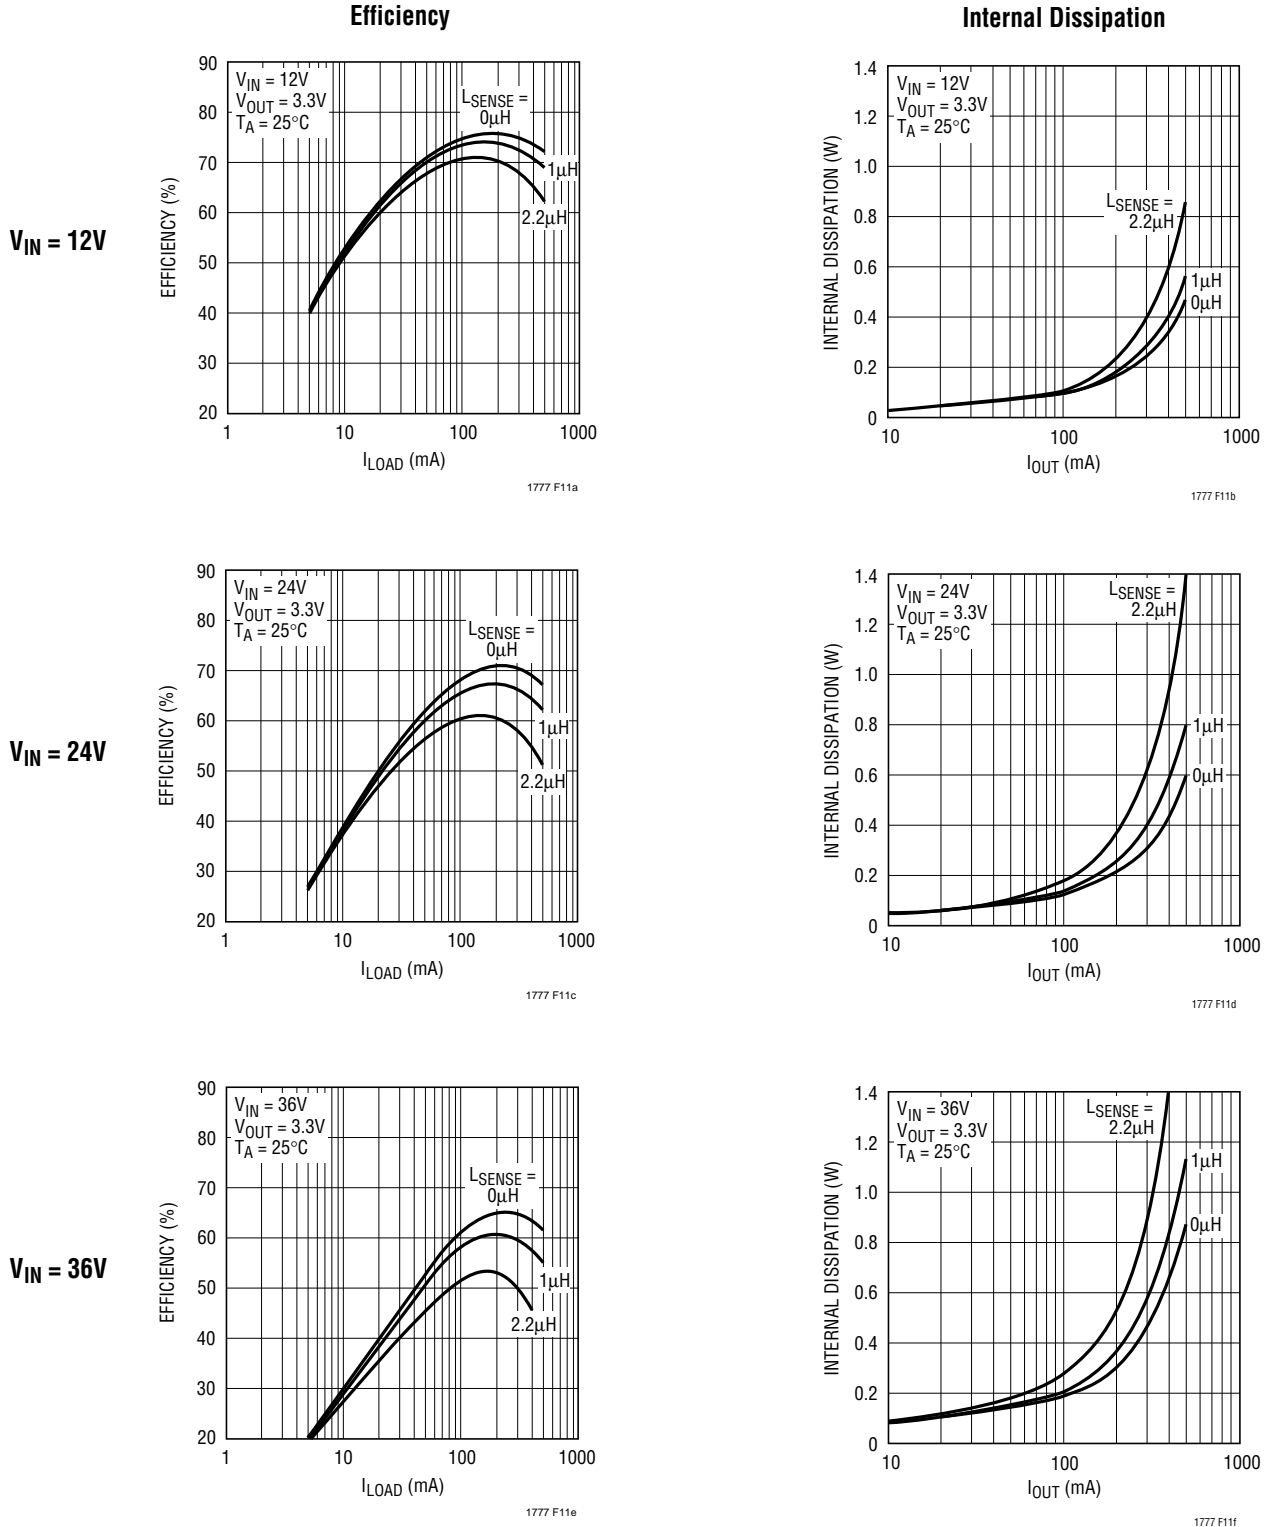 Efficiency
Internal Dissipation
V_IN = 12V
90
80
70
60
50
40
30
20
EFFICIENCY (%)
V_IN = 12V
V_OUT = 3.3V
T_A = 25°C
L_SENSE =
0µH
1µH
2.2µH
1
10
100
1000
I_LOAD (mA)
1777 F11a
1.4
1.2
1.0
0.8
0.6
0.4
0.2
0
INTERNAL DISSIPATION (W)
V_IN = 12V
V_OUT = 3.3V
T_A = 25°C
L_SENSE =
2.2µH
1µH
0µH
10
100
1000
I_OUT (mA)
1777 F11b
V_IN = 24V
90
80
70
60
50
40
30
20
EFFICIENCY (%)
V_IN = 24V
V_OUT = 3.3V
T_A = 25°C
L_SENSE =
0µH
1µH
2.2µH
1
10
100
1000
I_LOAD (mA)
1777 F11c
1.4
1.2
1.0
0.8
0.6
0.4
0.2
0
INTERNAL DISSIPATION (W)
V_IN = 24V
V_OUT = 3.3V
T_A = 25°C
L_SENSE =
2.2µH
1µH
0µH
10
100
1000
I_OUT (mA)
1777 F11d
V_IN = 36V
90
80
70
60
50
40
30
20
EFFICIENCY (%)
V_IN = 36V
V_OUT = 3.3V
T_A = 25°C
L_SENSE =
0µH
1µH
2.2µH
1
10
100
1000
I_LOAD (mA)
1777 F11e
1.4
1.2
1.0
0.8
0.6
0.4
0.2
0
INTERNAL DISSIPATION (W)
V_IN = 36V
V_OUT = 3.3V
T_A = 25°C
L_SENSE =
2.2µH
1µH
0µH
10
100
1000
I_OUT (mA)
1777 F11f